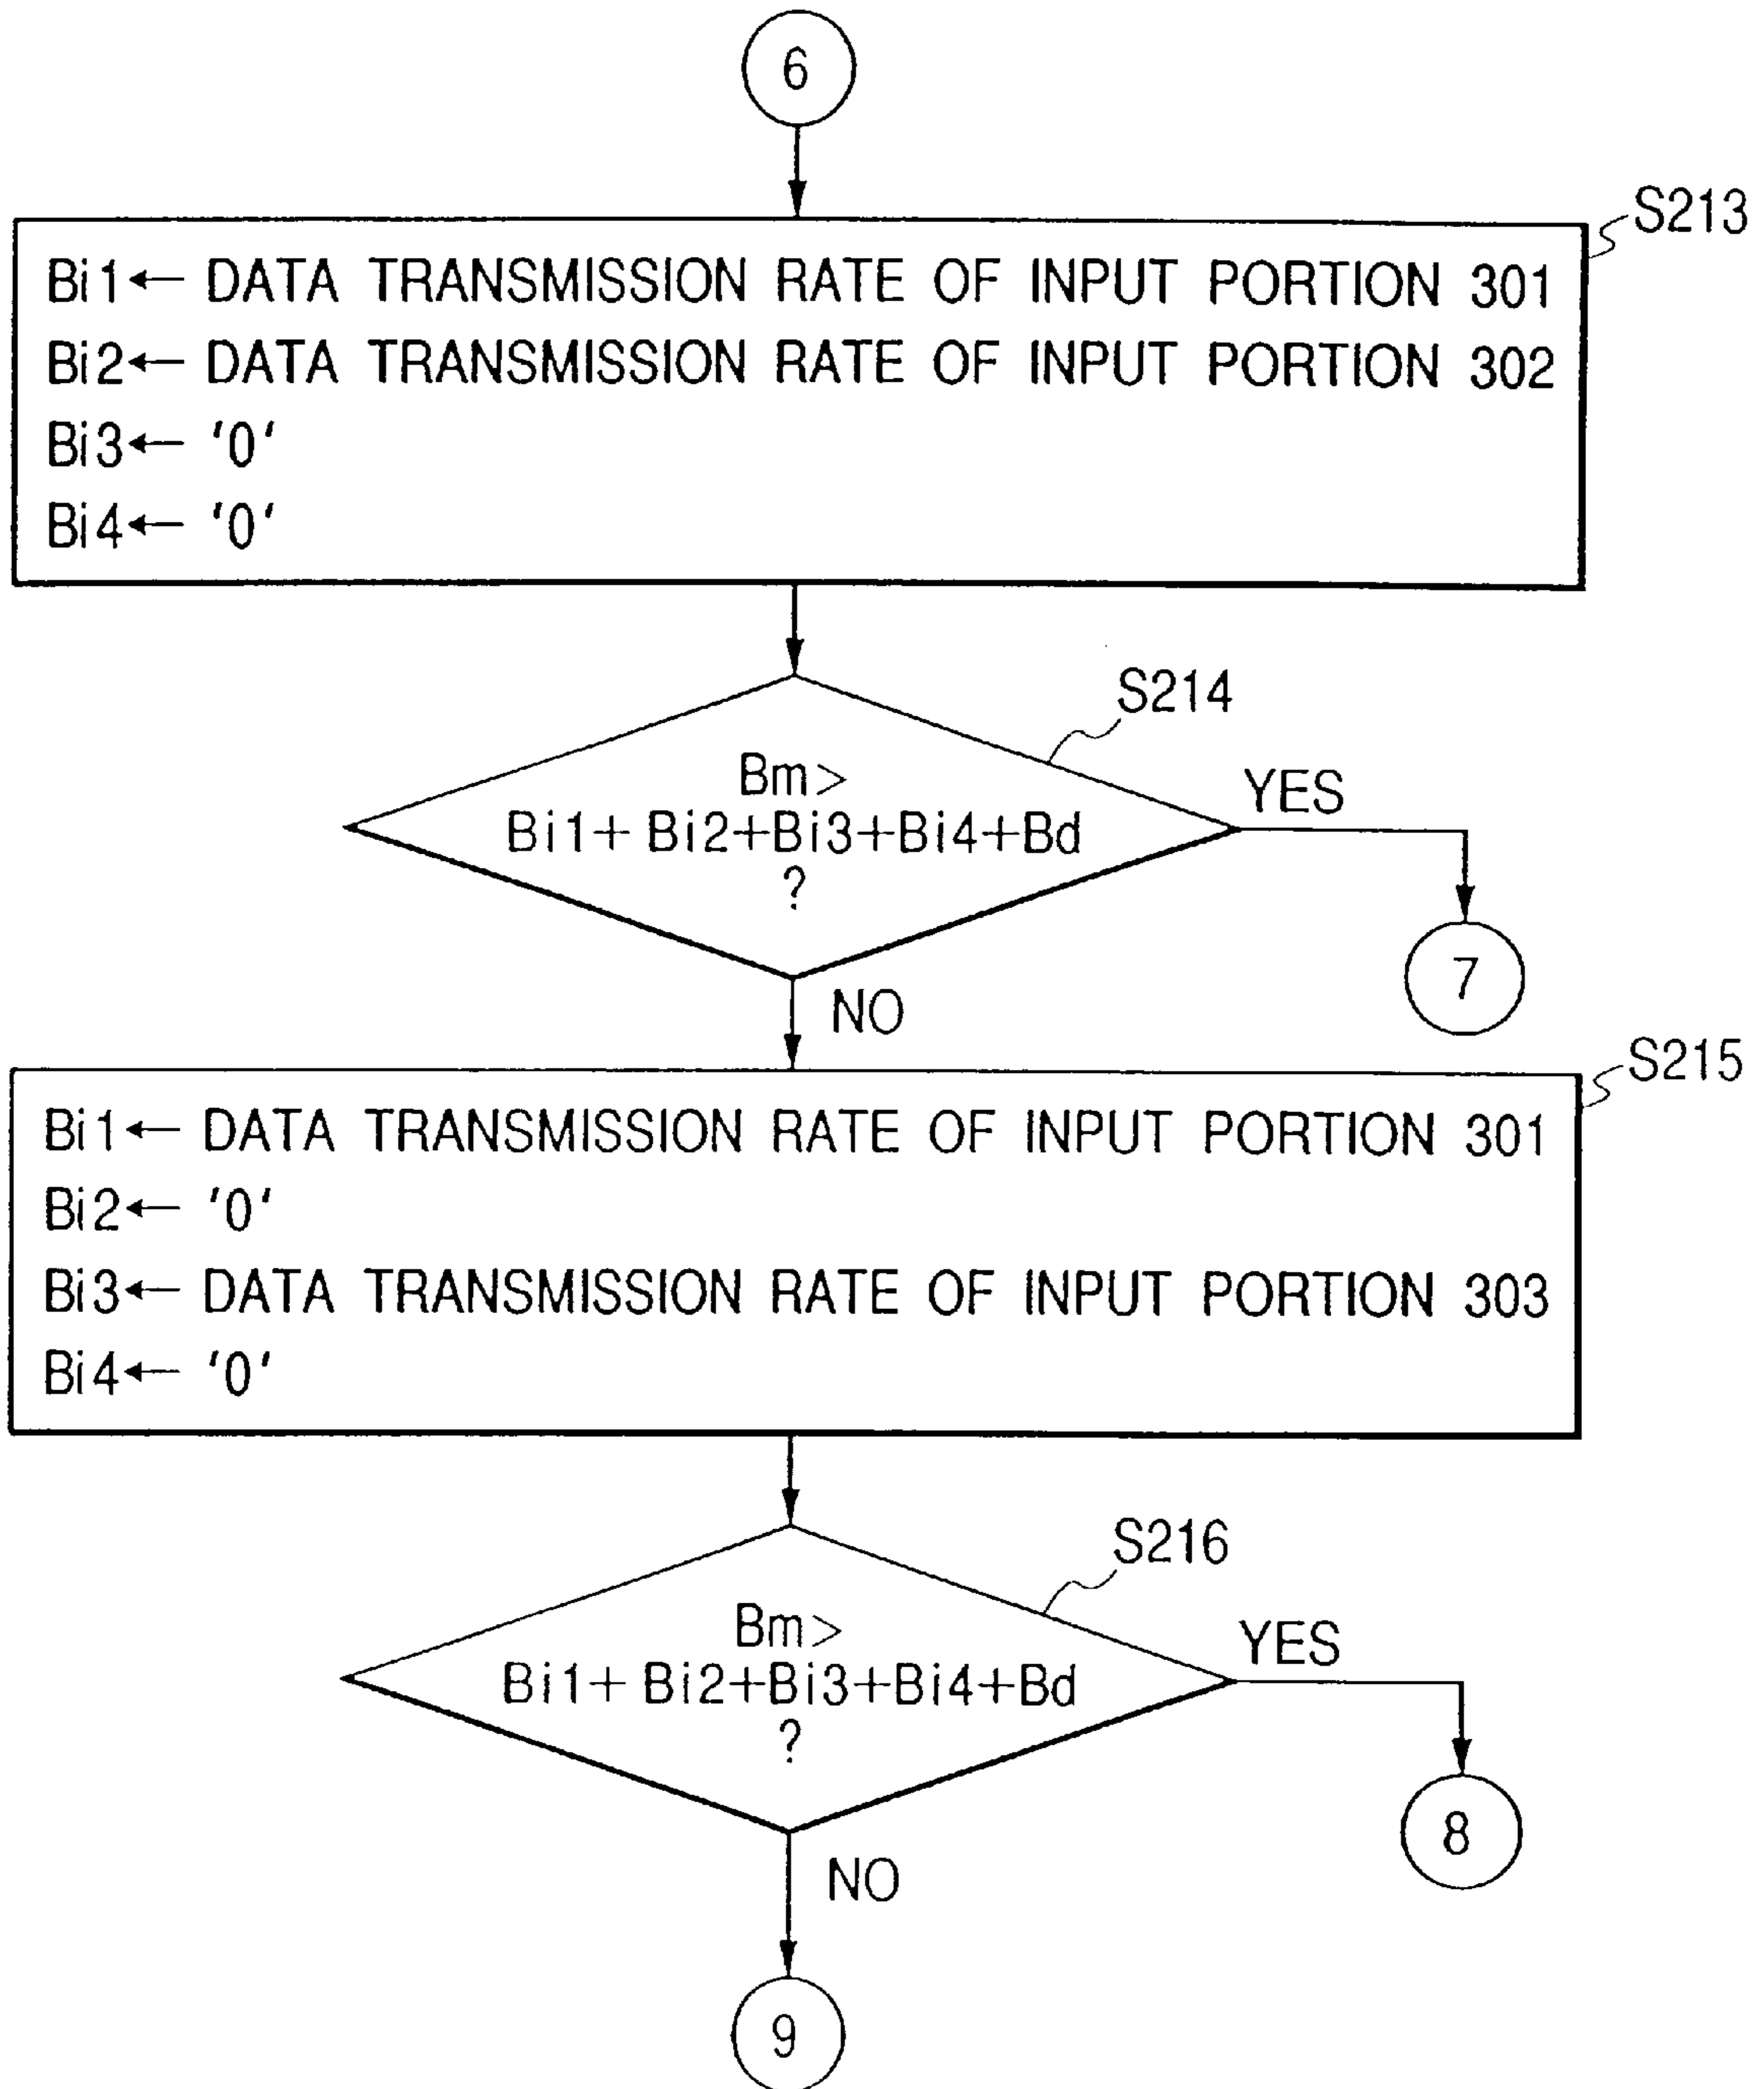 6
S213
Bi1← DATA TRANSMISSION RATE OF INPUT PORTION 301
Bi2← DATA TRANSMISSION RATE OF INPUT PORTION 302
Bi3← '0'
Bi4← '0'
S214
Bm>
Bi1+ Bi2+Bi3+Bi4+Bd
?
YES
7
NO
S215
Bi1← DATA TRANSMISSION RATE OF INPUT PORTION 301
Bi2← '0'
Bi3← DATA TRANSMISSION RATE OF INPUT PORTION 303
Bi4← '0'
S216
Bm>
Bi1+ Bi2+Bi3+Bi4+Bd
?
YES
8
NO
9